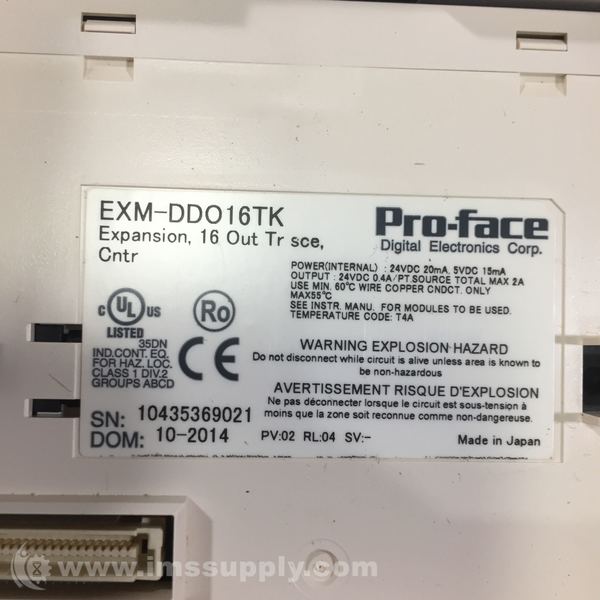 EXM-DDO16TK
Expansion, 16 Out Tr sce,
Cntr
Pro-face
Digital Electronics Corp.
POWER(INTERNAL) : 24VDC 20mA, 5VDC 15mA
OUTPUT : 24VDC 0.4A/PT SOURCE TOTAL MAX 2A
USE MIN. 60°C WIRE COPPER CNDCT. ONLY
MAX55°C
SEE INSTR. MANU. FOR MODULES TO BE USED.
TEMPERATURE CODE: T4A
c UL US
LISTED
35DN
IND.CONT. EQ.
FOR HAZ. LOC.
CLASS 1 DIV.2
GROUPS ABCD
Ro
CE
WARNING EXPLOSION HAZARD
Do not disconnect while circuit is alive unless area is known to
be non-hazardous
AVERTISSEMENT RISQUE D'EXPLOSION
Ne pas déconnecter lorsque le circuit est sous-tension à
moins que la zone soit reconnue comme non-dangereuse.
SN: 10435369021
DOM: 10-2014 PV:02 RL:04 SV:- Made in Japan
© www.imssupply.com/